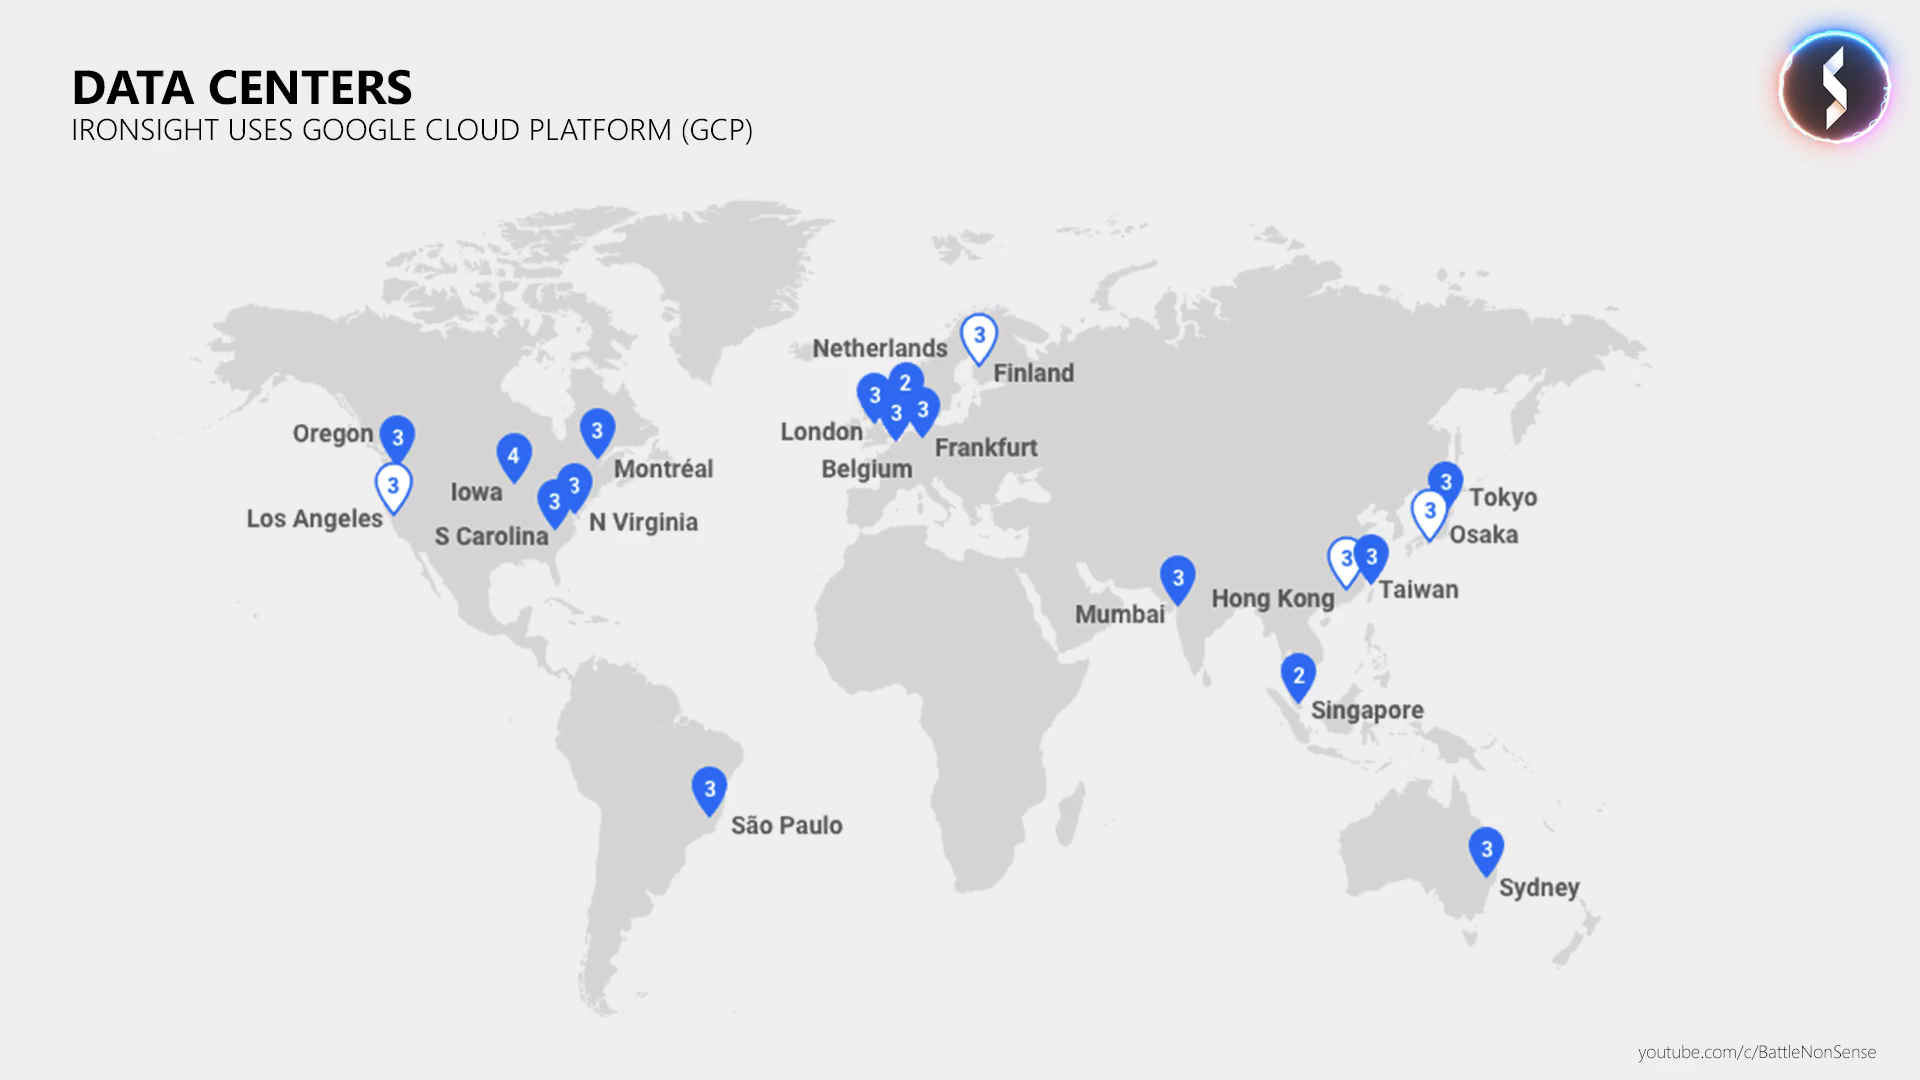 DATA CENTERS
IRONSIGHT USES GOOGLE CLOUD PLATFORM (GCP)
3
Netherlands
Finland
2
3
3
3
London
Frankfurt
Belgium
Oregon
3
3
Los Angeles
4
Iowa
3
Montréal
3
3
S Carolina
N Virginia
3
Tokyo
3
Osaka
3
3
Hong Kong
Taiwan
3
Mumbai
2
Singapore
3
São Paulo
3
Sydney
youtube.com/c/BattleNonSense